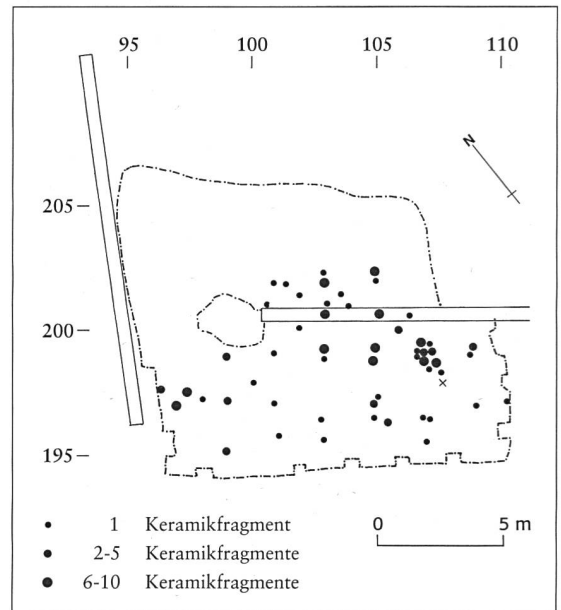 95 100 105 110
N
205
200
195
1 Keramikfragment
2-5 Keramikfragmente
6-10 Keramikfragmente
0 5 m